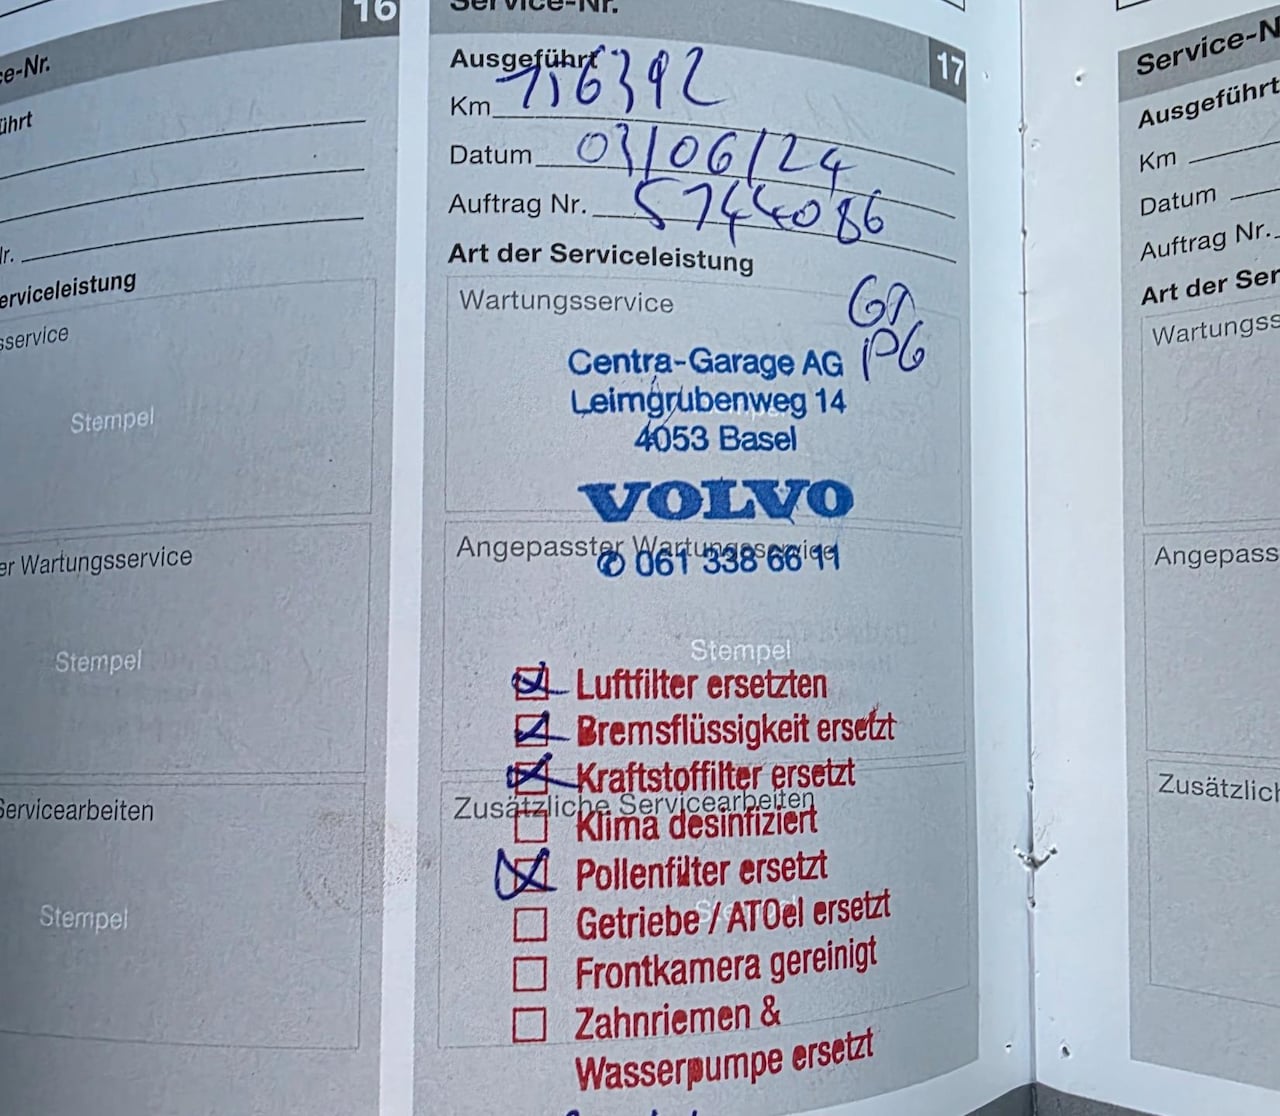 16
e-Nr.
ührt
r.
erviceleistung
sservice
Stempel
er Wartungsservice
Stempel
Servicearbeiten
Stempel
Service-Nr.
17
Ausgeführt
Km 116392
Datum 03/06/24
Auftrag Nr. 5744086
Art der Serviceleistung
Wartungsservice
Centra-Garage AG
Leimgrubenweg 14
4053 Basel
VOLVO
Angepasster Wartungsservice
✆ 061 338 66 11
Stempel
Luftfilter ersetzten
Bremsflüssigkeit ersetzt
Kraftstoffilter ersetzt
Zusätzliche Servicearbeiten
Klima desinfiziert
Pollenfilter ersetzt
Getriebe / ATOel ersetzt
Frontkamera gereinigt
Zahnriemen &
Wasserpumpe ersetzt
Service-N
Ausgeführt
Km
Datum
Auftrag Nr.
Art der Ser
Wartungss
Angepass
Zusätzlich